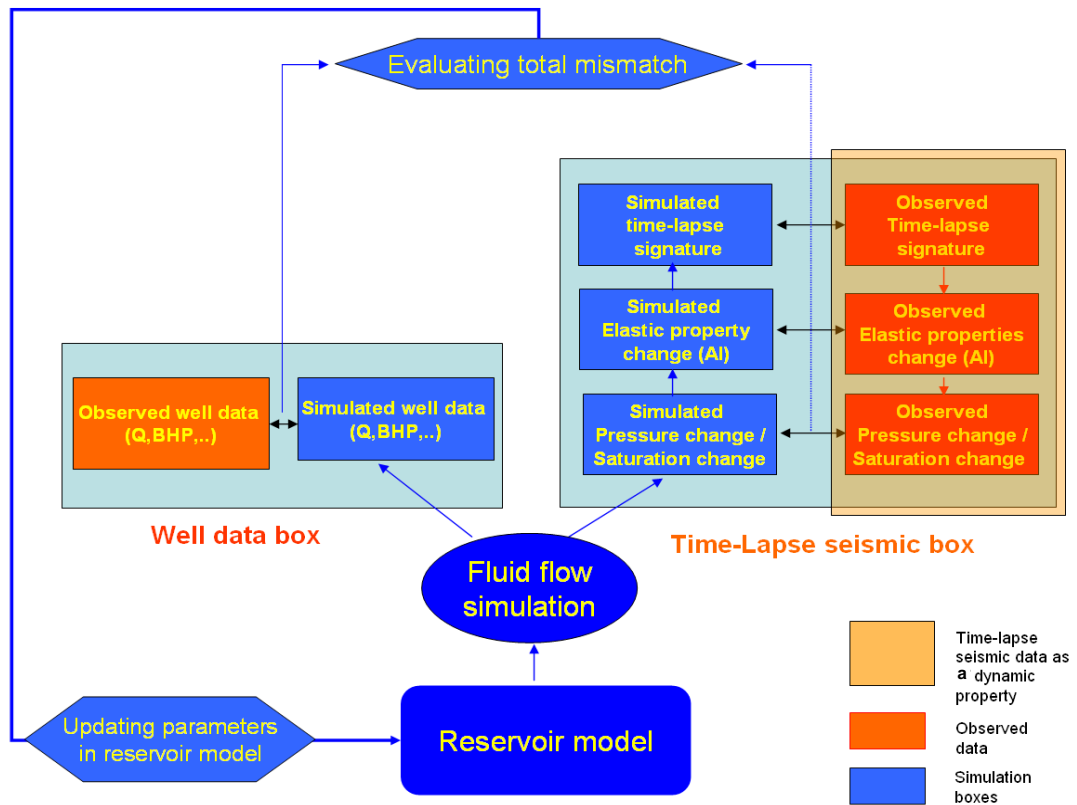 Evaluating total mismatch
Simulated
time-lapse
signature
Observed
Time-lapse
signature
Simulated
Elastic property
change (AI)
Observed
Elastic properties
change (AI)
Observed well data
(Q,BHP,..)
Simulated well data
(Q,BHP,..)
Simulated
Pressure change /
Saturation change
Observed
Pressure change /
Saturation change
Well data box
Time-Lapse seismic box
Fluid flow
simulation
Updating parameters
in reservoir model
Reservoir model
Time-lapse
seismic data as
a dynamic
property
Observed
data
Simulation
boxes